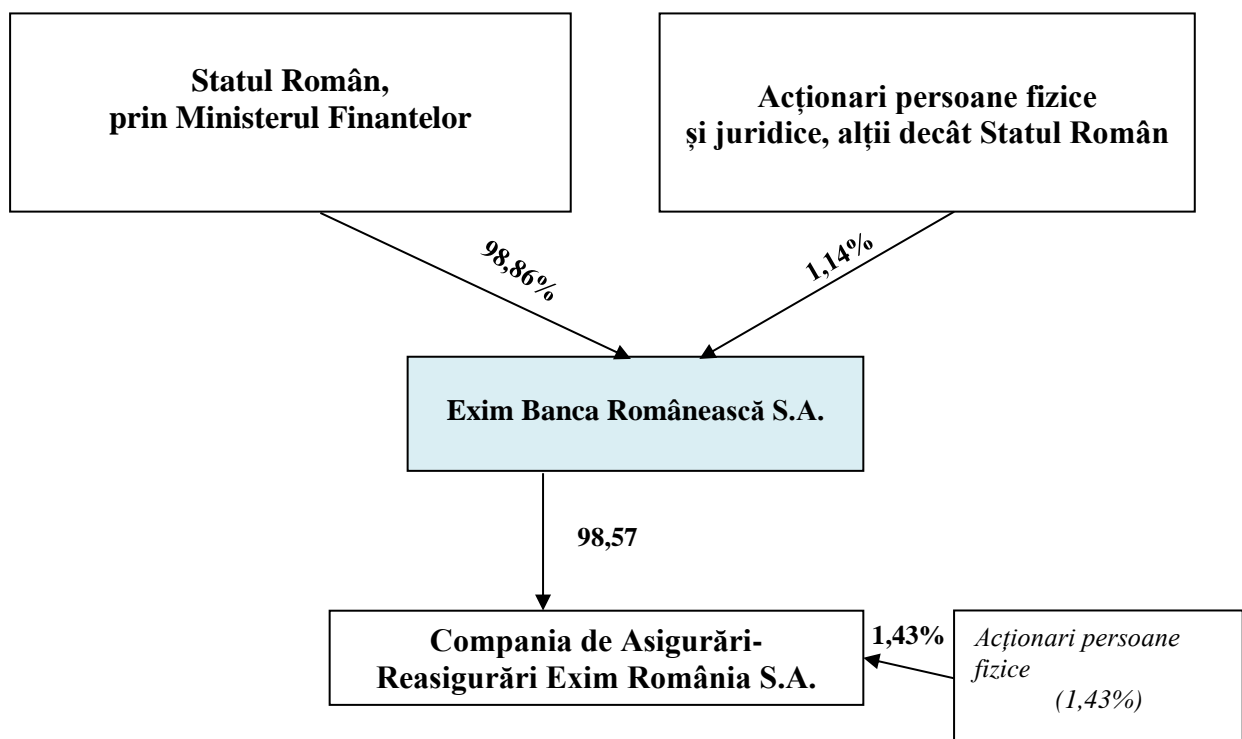 Statul Român,
prin Ministerul Finantelor
Acționari persoane fizice
și juridice, alții decât Statul Român
98,86%
1,14%
Exim Banca Românească S.A.
98,57
Compania de Asigurări-
Reasigurări Exim România S.A.
1,43%
Acționari persoane
fizice
(1,43%)